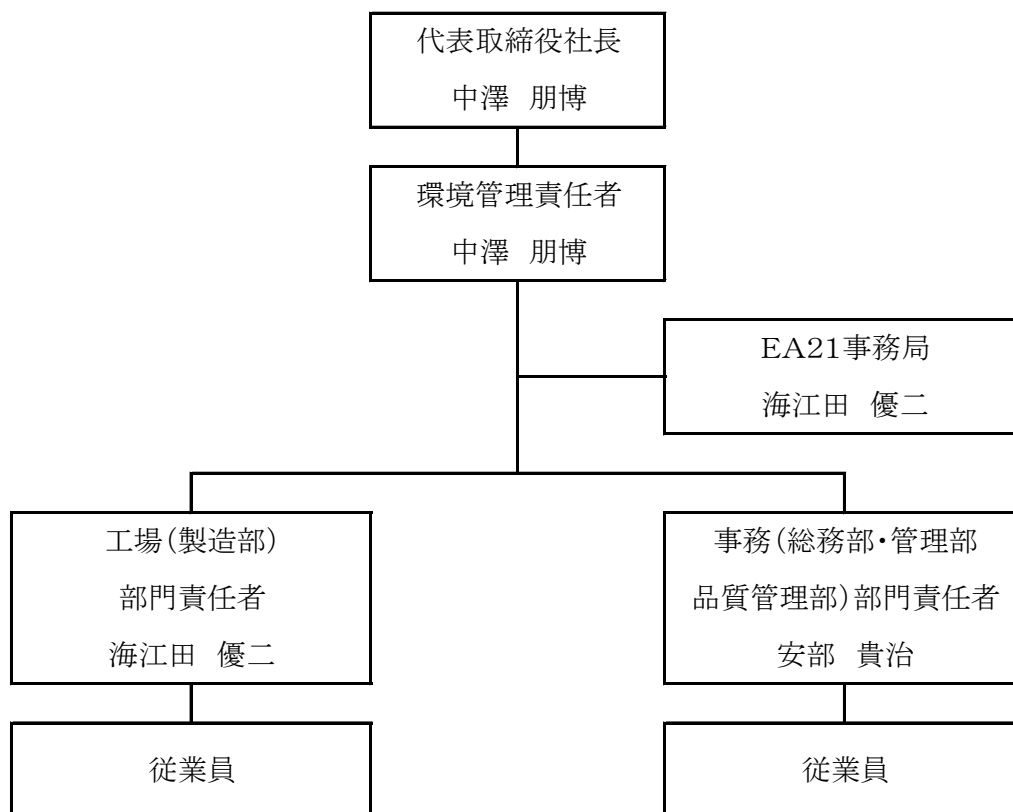 代表取締役社長
中澤 朋博
環境管理責任者
中澤 朋博
EA21事務局
海江田 優二
工場(製造部)
部門責任者
海江田 優二
事務(総務部・管理部
品質管理部)部門責任者
安部 貴治
従業員
従業員